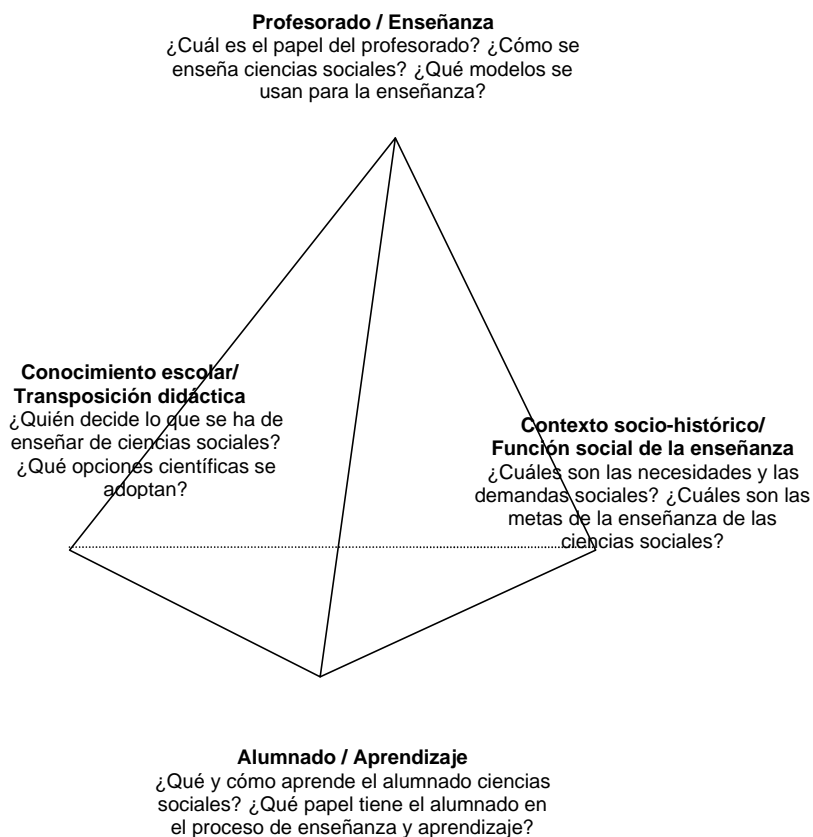 Profesorado / Enseñanza
¿Cuál es el papel del profesorado? ¿Cómo se
enseña ciencias sociales? ¿Qué modelos se
usan para la enseñanza?
Conocimiento escolar/
Transposición didáctica
¿Quién decide lo que se ha de
enseñar de ciencias sociales?
¿Qué opciones científicas se
adoptan?
Contexto socio-histórico/
Función social de la enseñanza
¿Cuáles son las necesidades y las
demandas sociales? ¿Cuáles son las
metas de la enseñanza de las
ciencias sociales?
Alumnado / Aprendizaje
¿Qué y cómo aprende el alumnado ciencias
sociales? ¿Qué papel tiene el alumnado en
el proceso de enseñanza y aprendizaje?